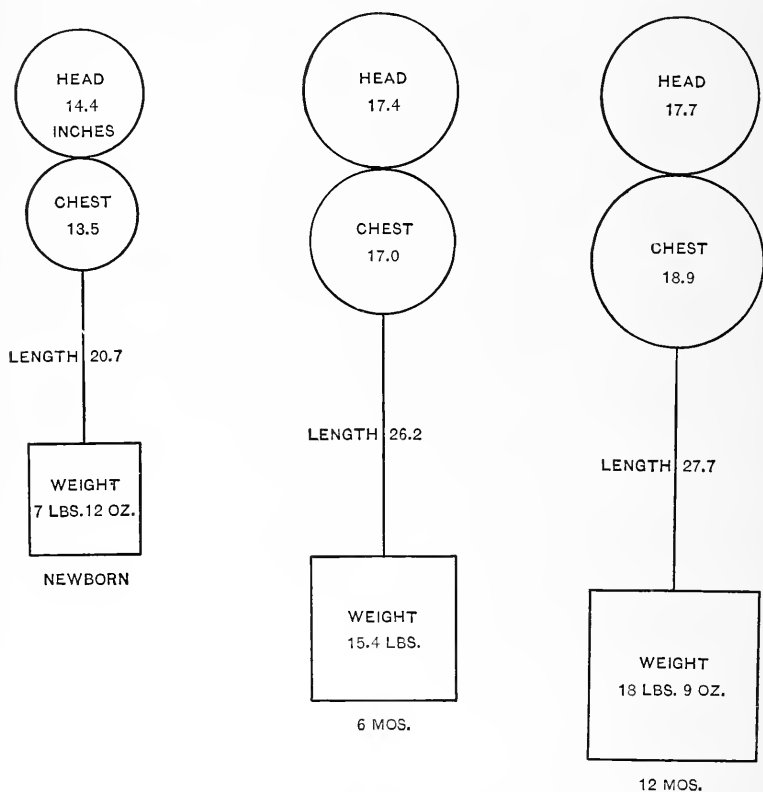 HEAD
14.4
INCHES
CHEST
13.5
LENGTH 20.7
WEIGHT
7 LBS. 12 OZ.
NEWBORN
HEAD
17.4
CHEST
17.0
LENGTH 26.2
WEIGHT
15.4 LBS.
6 MOS.
HEAD
17.7
CHEST
18.9
LENGTH 27.7
WEIGHT
18 LBS. 9 OZ.
12 MOS.